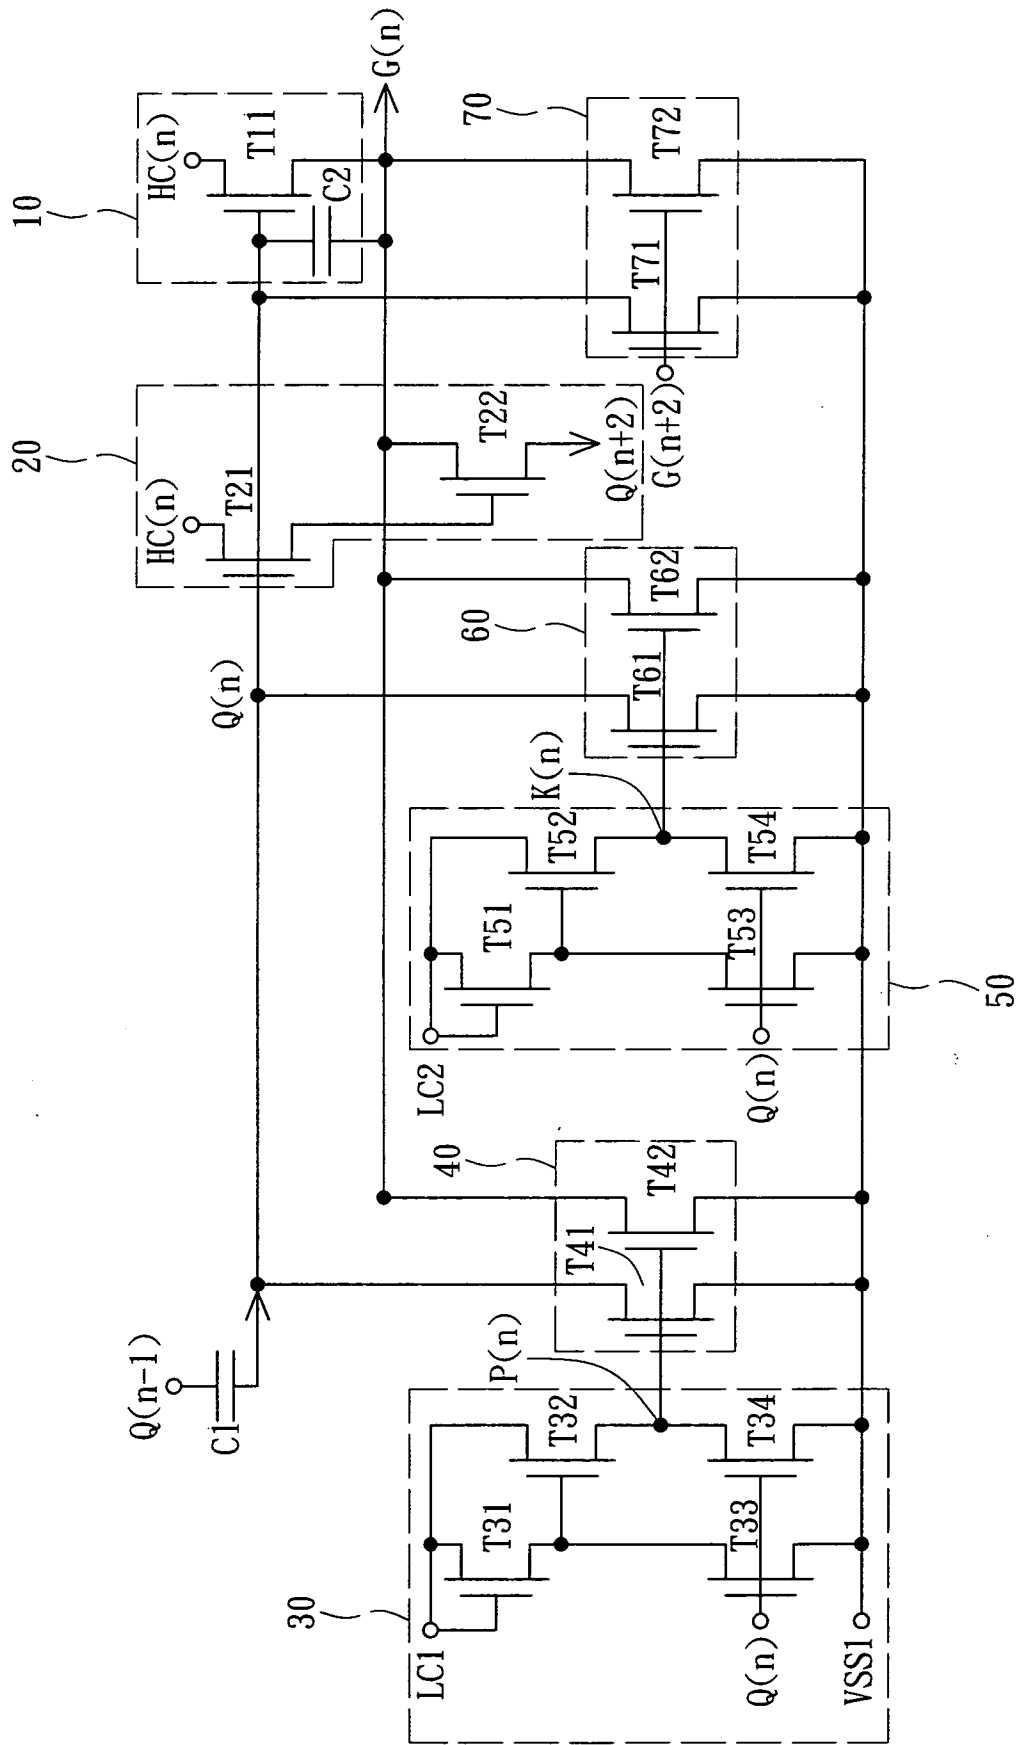 10
HC(n)
T11
C2
G(n)
20
HC(n)
T21
T22
Q(n+2)
70
T71
T72
G(n+2)
Q(n)
60
T61
T62
K(n)
LC2
T51
T52
T53
T54
Q(n)
50
Q(n-1)
C1
40
T41
T42
P(n)
30
LC1
T31
T32
T33
T34
Q(n)
VSS1